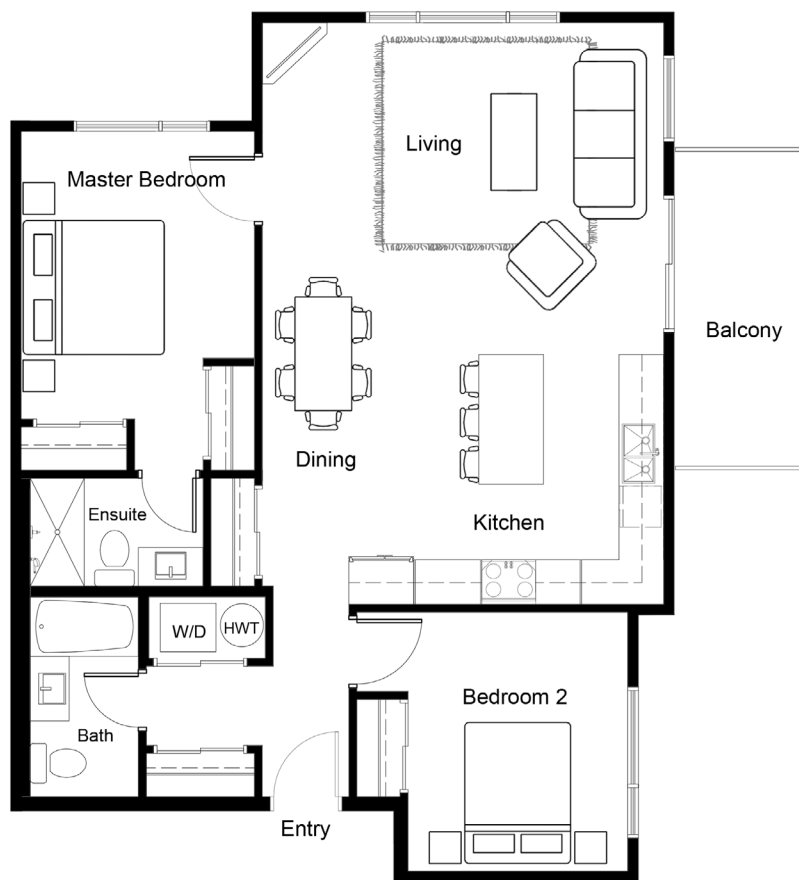 Living
Master Bedroom
Balcony
Dining
Ensuite
Kitchen
W/D
HWT
Bedroom 2
Bath
Entry